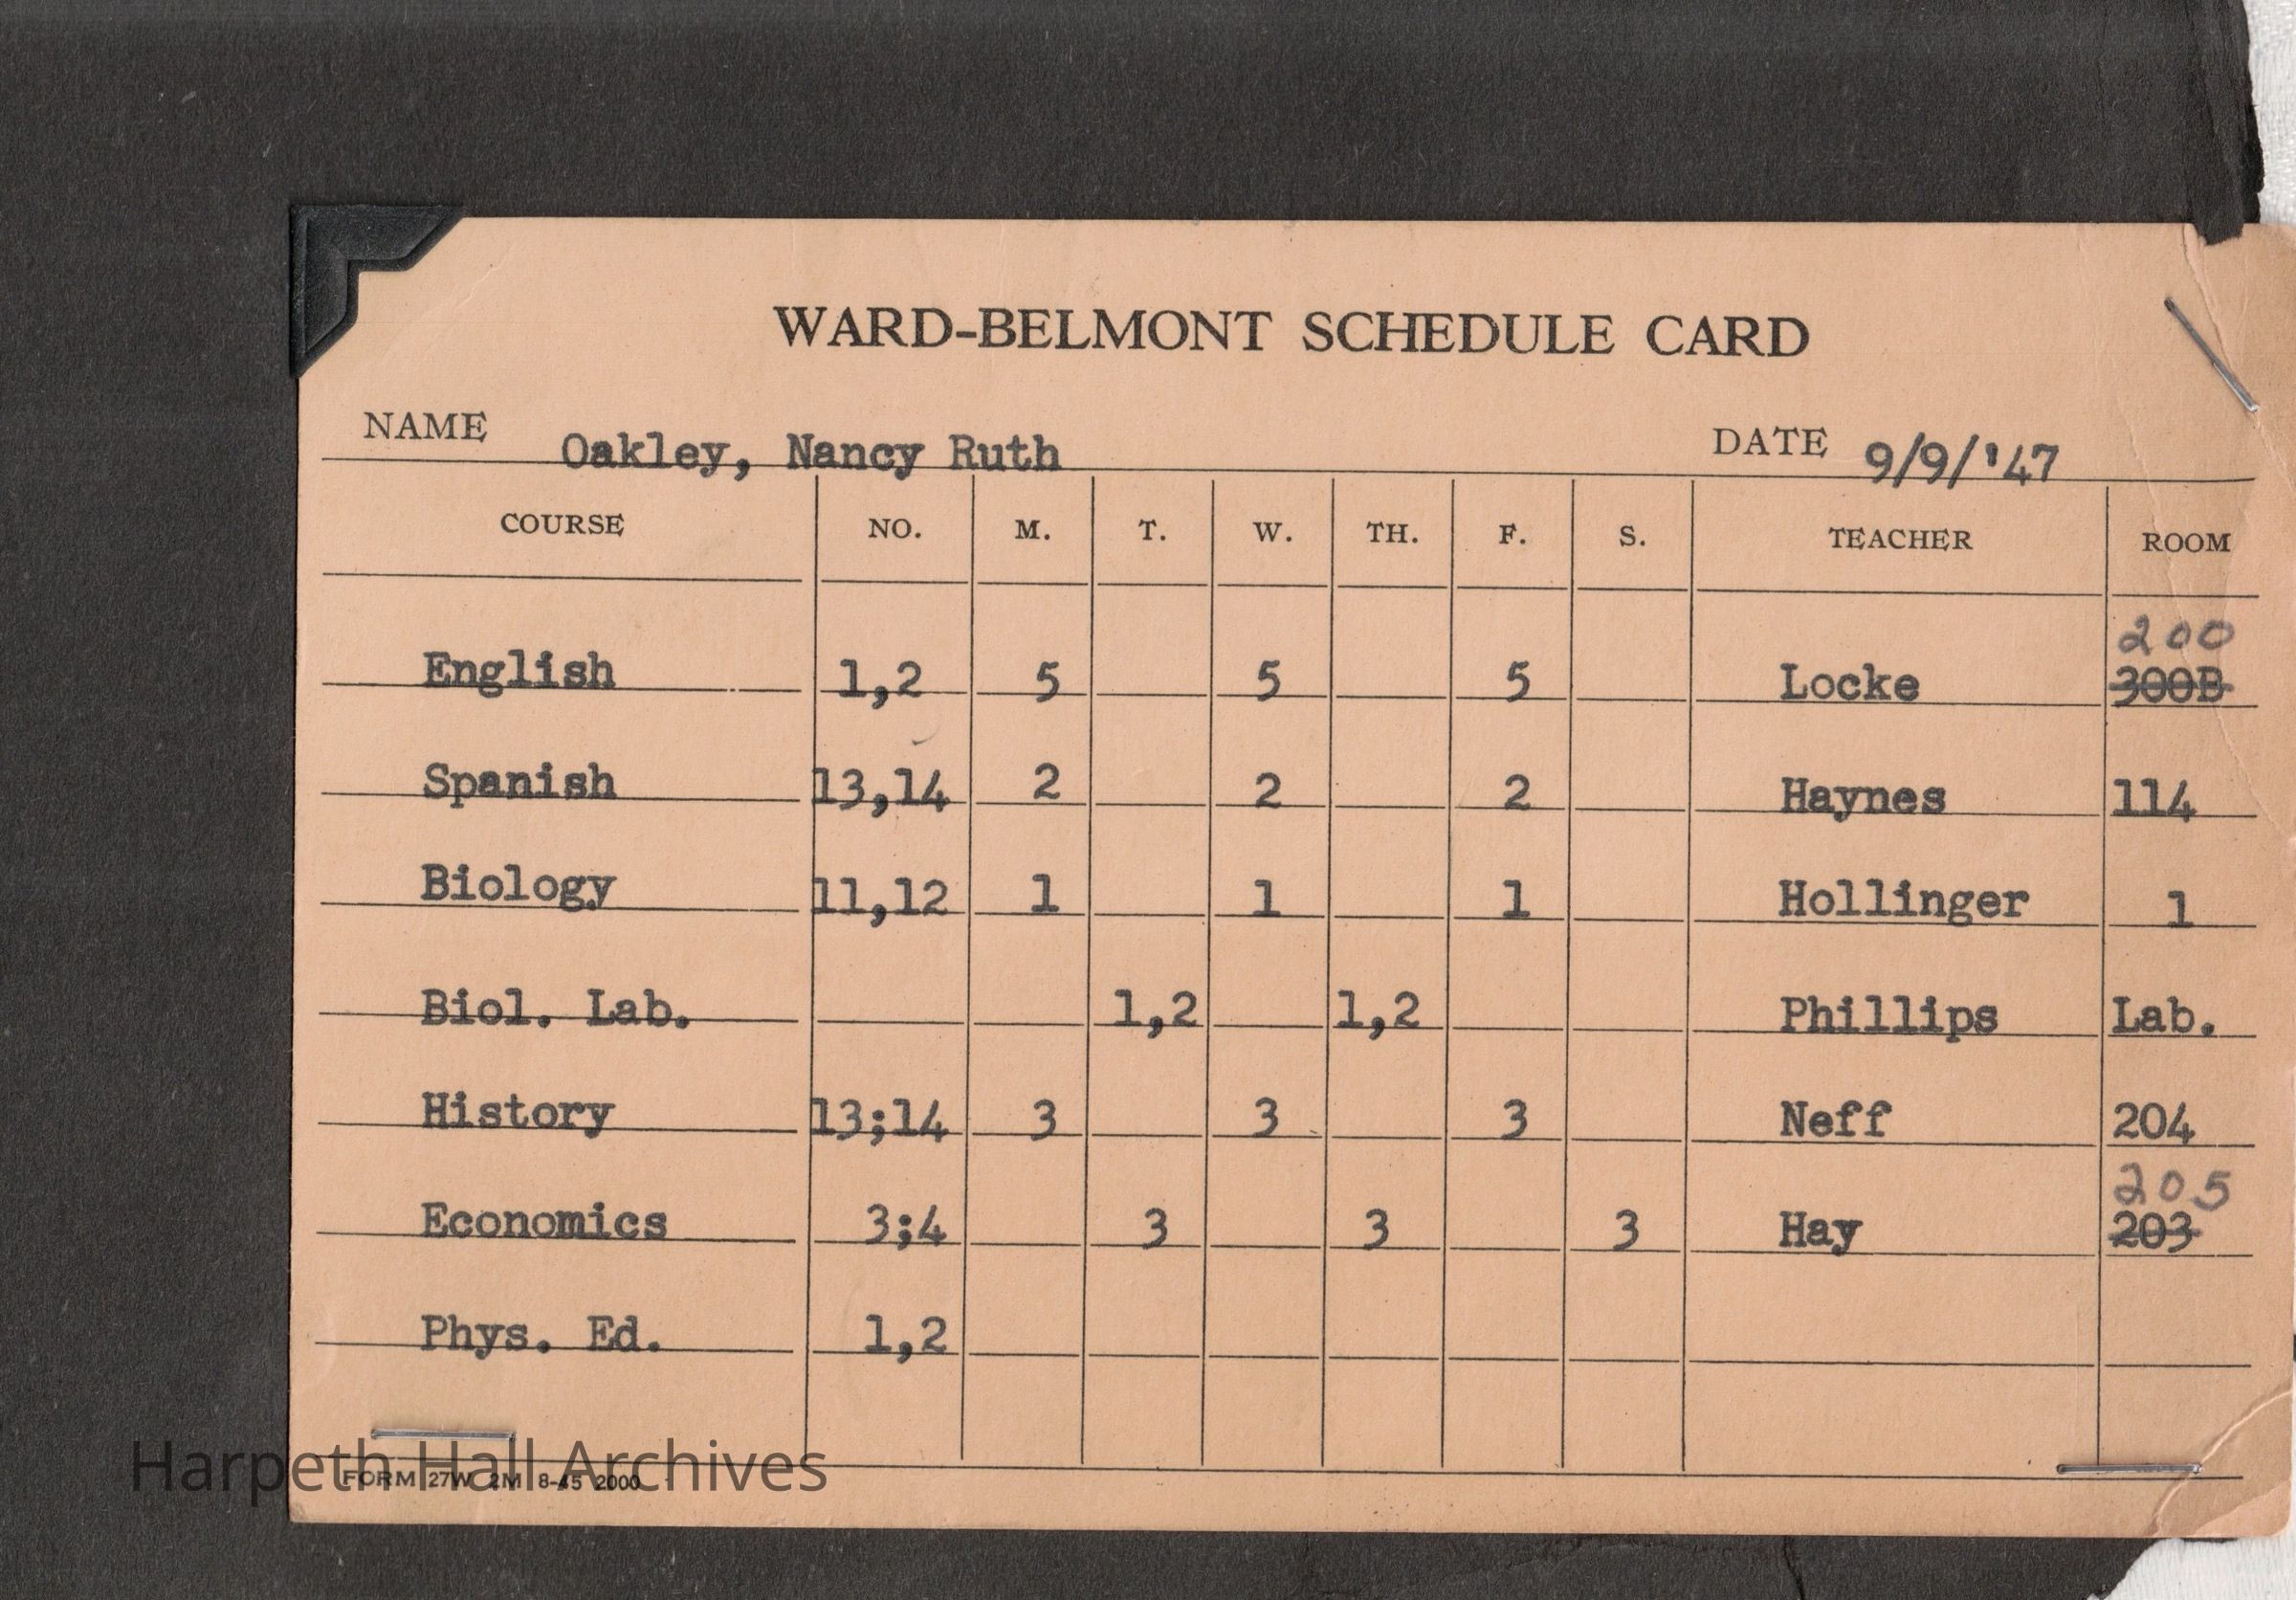 WARD-BELMONT SCHEDULE CARD
NAME Oakley, Nancy Ruth DATE 9/9/'47
COURSE NO. M. T. W. TH. F. S. TEACHER ROOM
200
English 1,2 5 5 5 Locke 300B
Spanish 13,14 2 2 2 Haynes 114
Biology 11,12 1 1 1 Hollinger 1
Biol. Lab. 1,2 1,2 Phillips Lab.
History 13;14 3 3 3 Neff 204
205
Economics 3;4 3 3 3 Hay 203
Phys. Ed. 1,2
FORM 27W 2M 8-45 2000
Harpeth Hall Archives